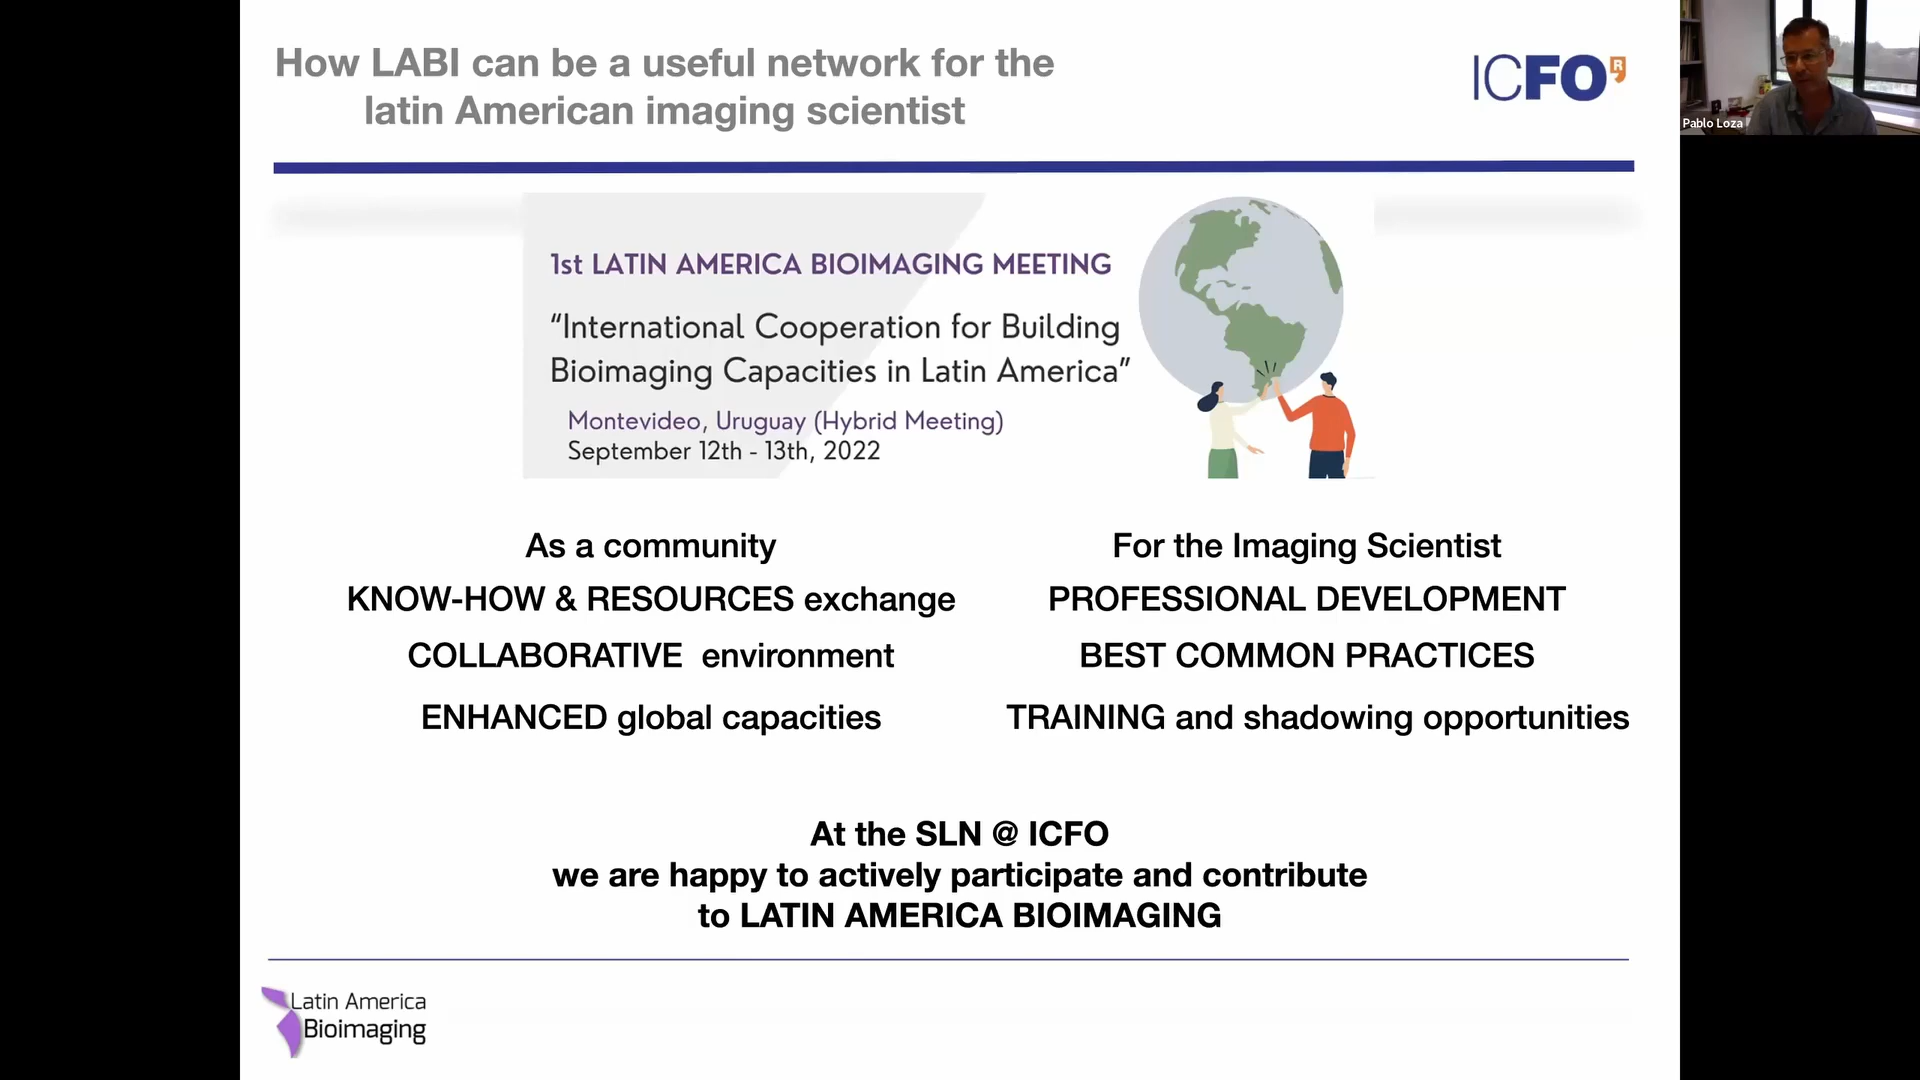 How LABI can be a useful network for the
latin American imaging scientist
ICFO R
Pablo Loza
1st LATIN AMERICA BIOIMAGING MEETING
“International Cooperation for Building
Bioimaging Capacities in Latin America”
Montevideo, Uruguay (Hybrid Meeting)
September 12th - 13th, 2022
As a community
KNOW-HOW & RESOURCES exchange
COLLABORATIVE environment
ENHANCED global capacities
For the Imaging Scientist
PROFESSIONAL DEVELOPMENT
BEST COMMON PRACTICES
TRAINING and shadowing opportunities
At the SLN @ ICFO
we are happy to actively participate and contribute
to LATIN AMERICA BIOIMAGING
Latin America
Bioimaging